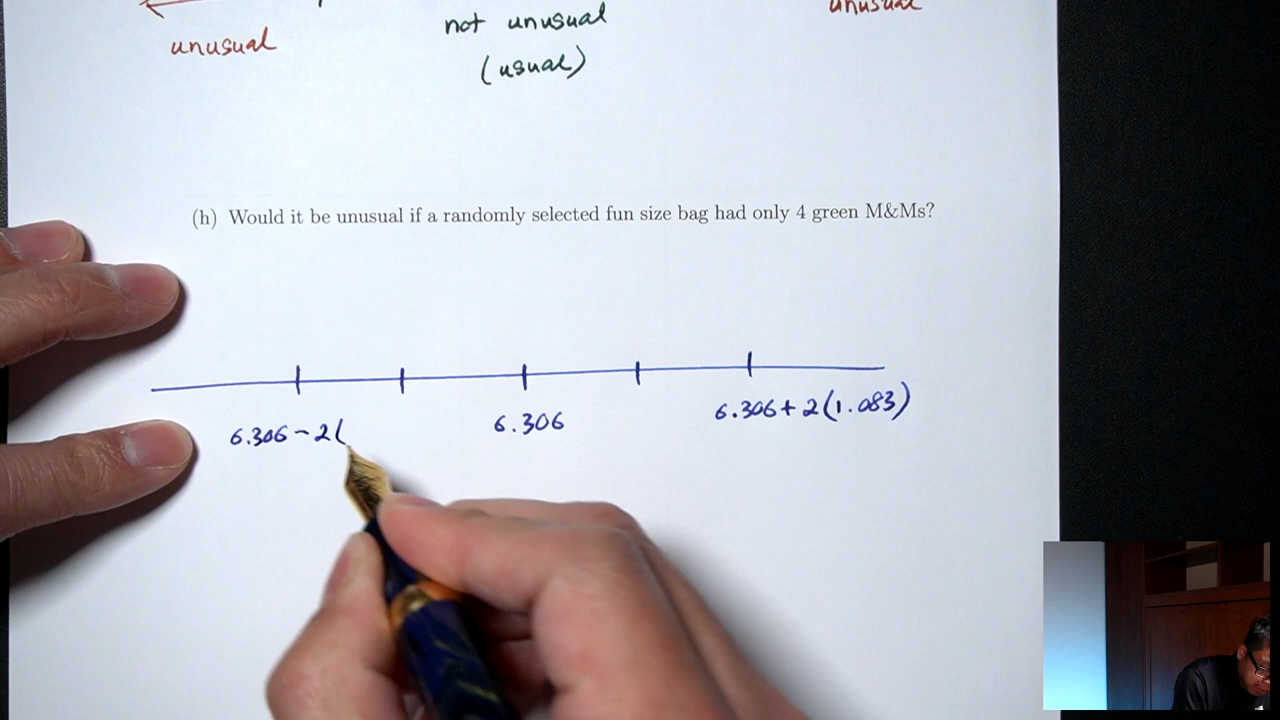 unusual
unusual
not unusual
(usual)
(h) Would it be unusual if a randomly selected fun size bag had only 4 green M&Ms?
6.306 - 2(
6.306
6.306 + 2(1.083)